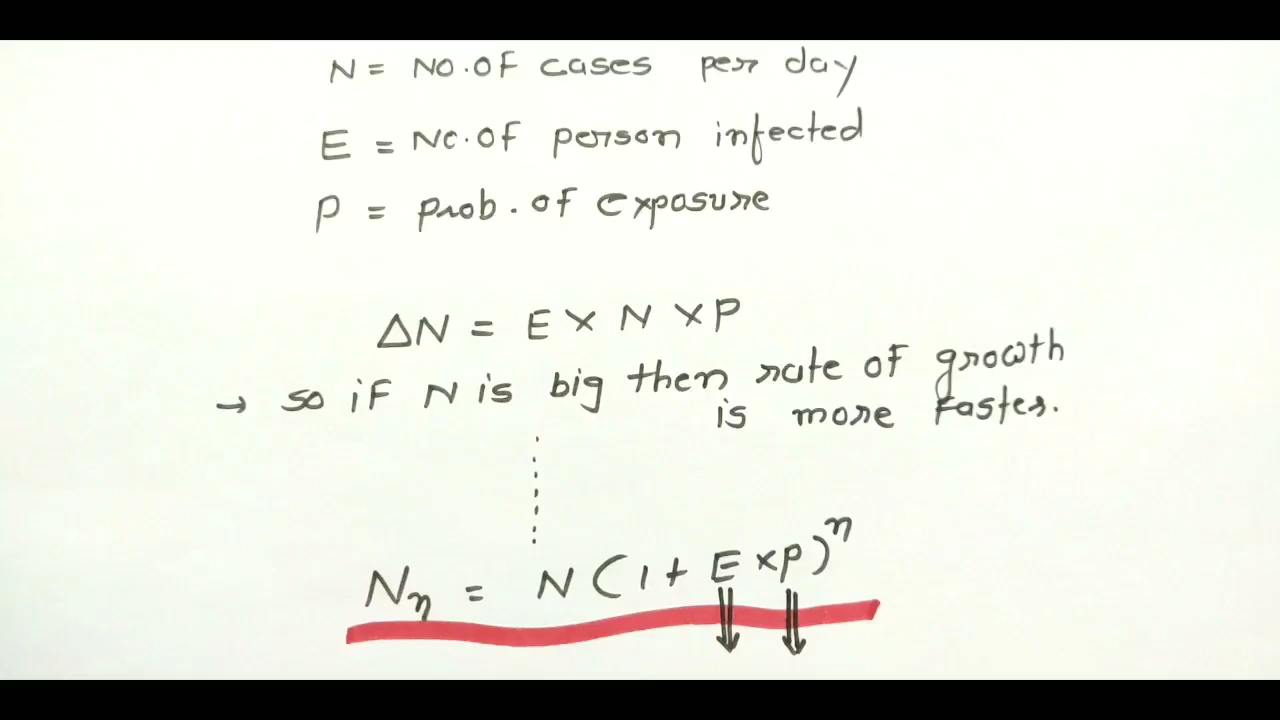 N = NO. OF cases per day
E = NO. OF person infected
P = prob. of exposure
ΔN = E × N × P
→ so if N is big then rate of growth
is more faster.
Nn = N (1 + E × P)^n